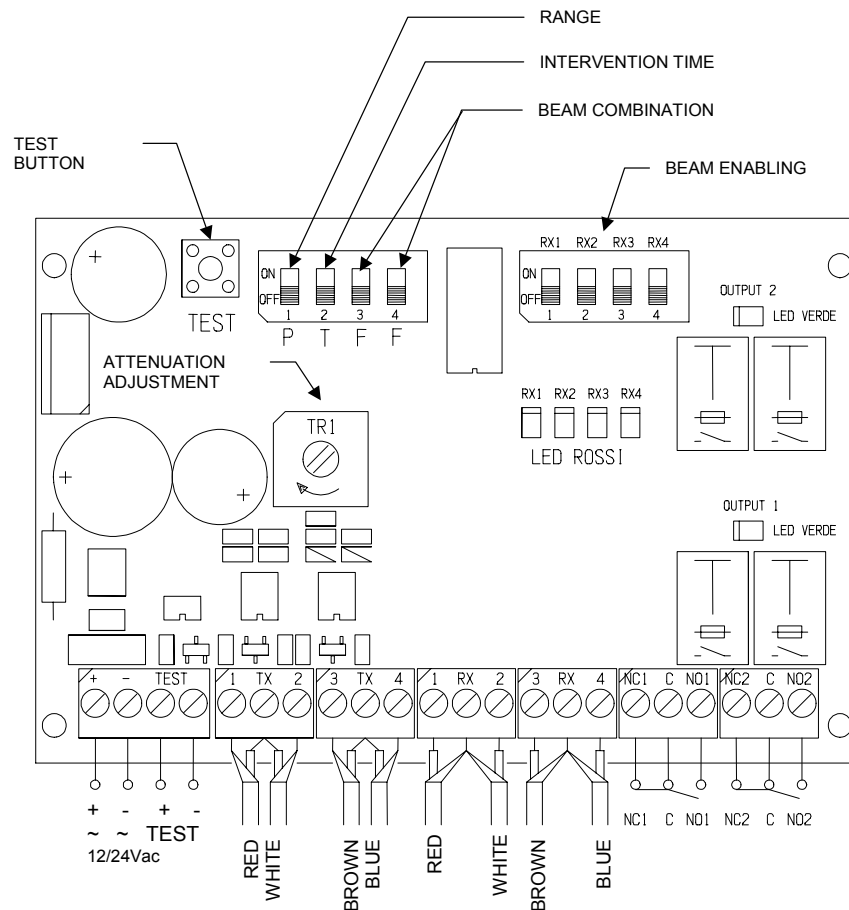 RANGE
INTERVENTION TIME
BEAM COMBINATION
TEST
BUTTON
BEAM ENABLING
RX1 RX2 RX3 RX4
ON
OFF
1 2 3 4
P T F F
TEST
ON
OFF
1 2 3 4
OUTPUT 2
LED VERDE
ATTENUATION
ADJUSTMENT
TR1
RX1 RX2 RX3 RX4
LED ROSSI
OUTPUT 1
LED VERDE
+
+
+
+ - TEST
1 TX 2
3 TX 4
1 RX 2
3 RX 4
NC1 C NO1
NC2 C NO2
+ - + -
~ ~ TEST
12/24Vac
RED
WHITE
BROWN
BLUE
RED
WHITE
BROWN
BLUE
NC1 C NO1
NC2 C NO2